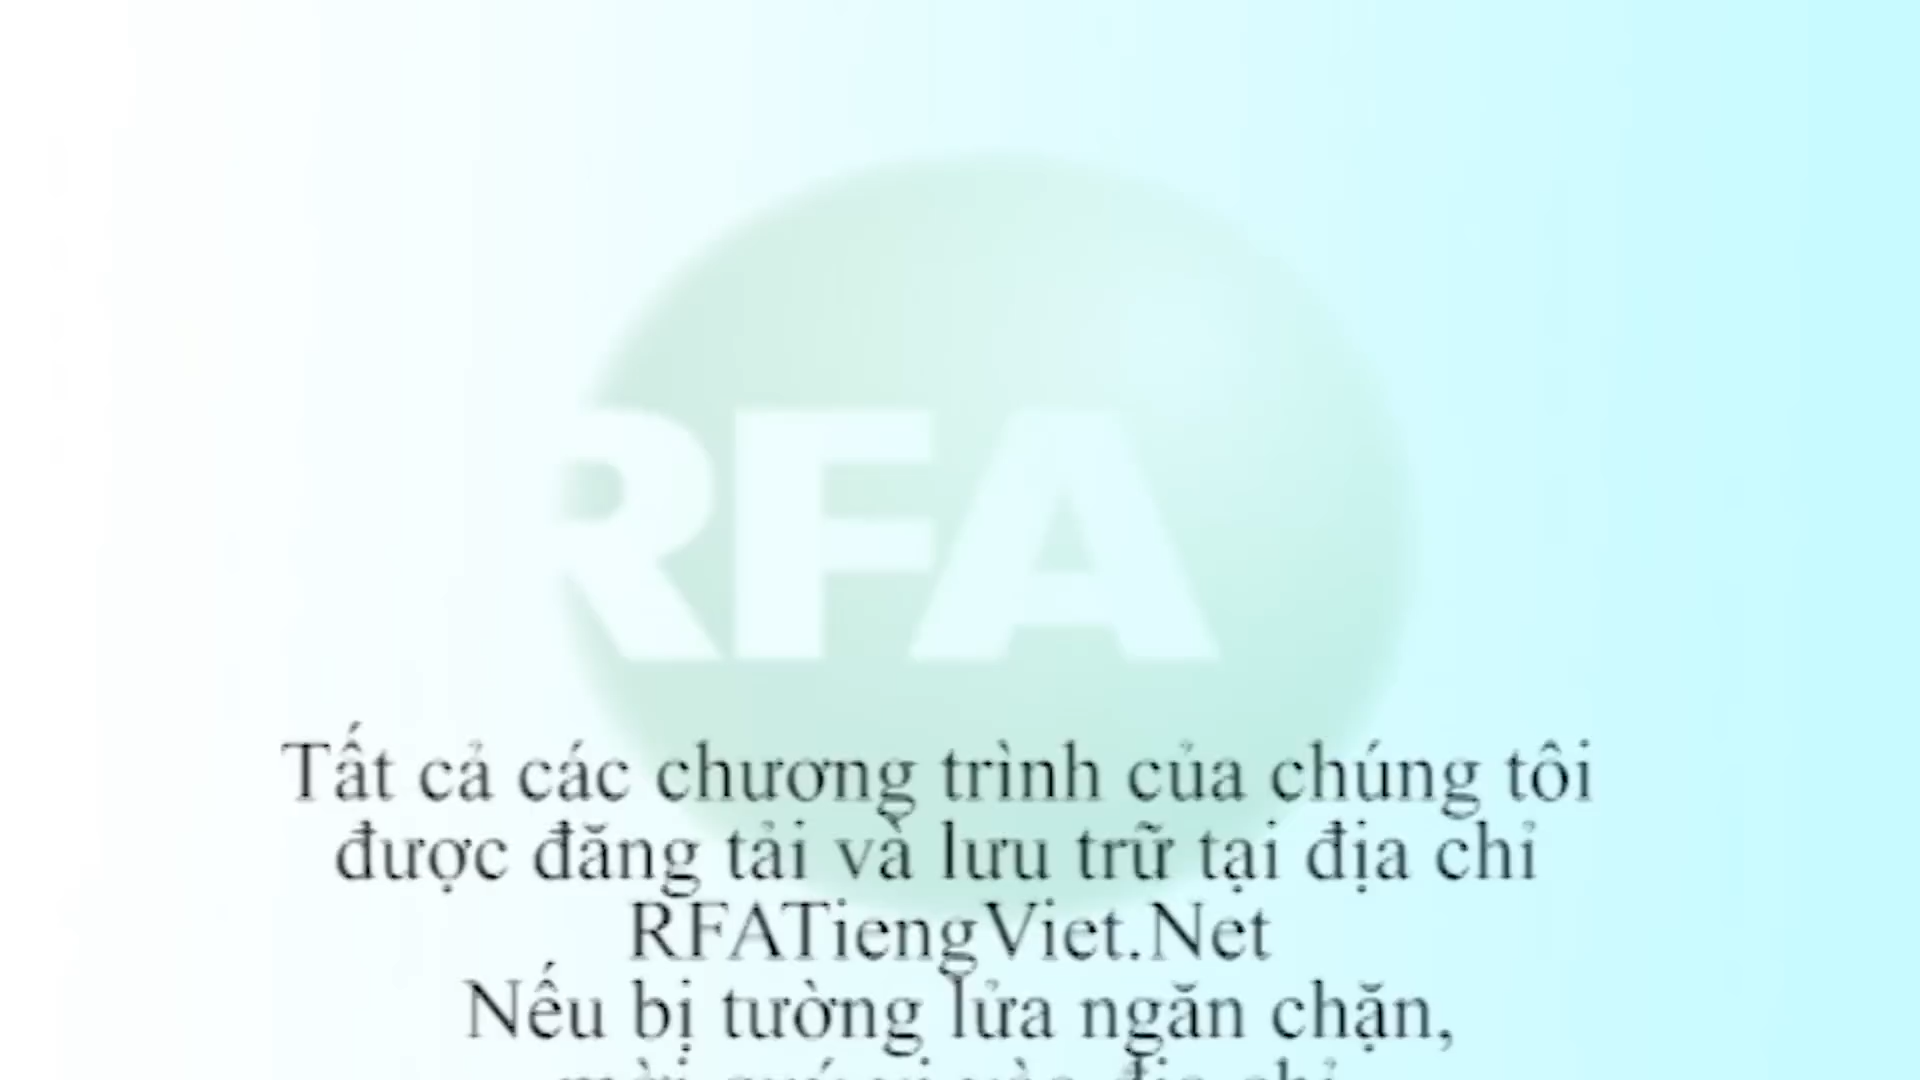 RFA
Tất cả các chương trình của chúng tôi
được đăng tải và lưu trữ tại địa chỉ
RFATiengViet.Net
Nếu bị tường lửa ngăn chặn,